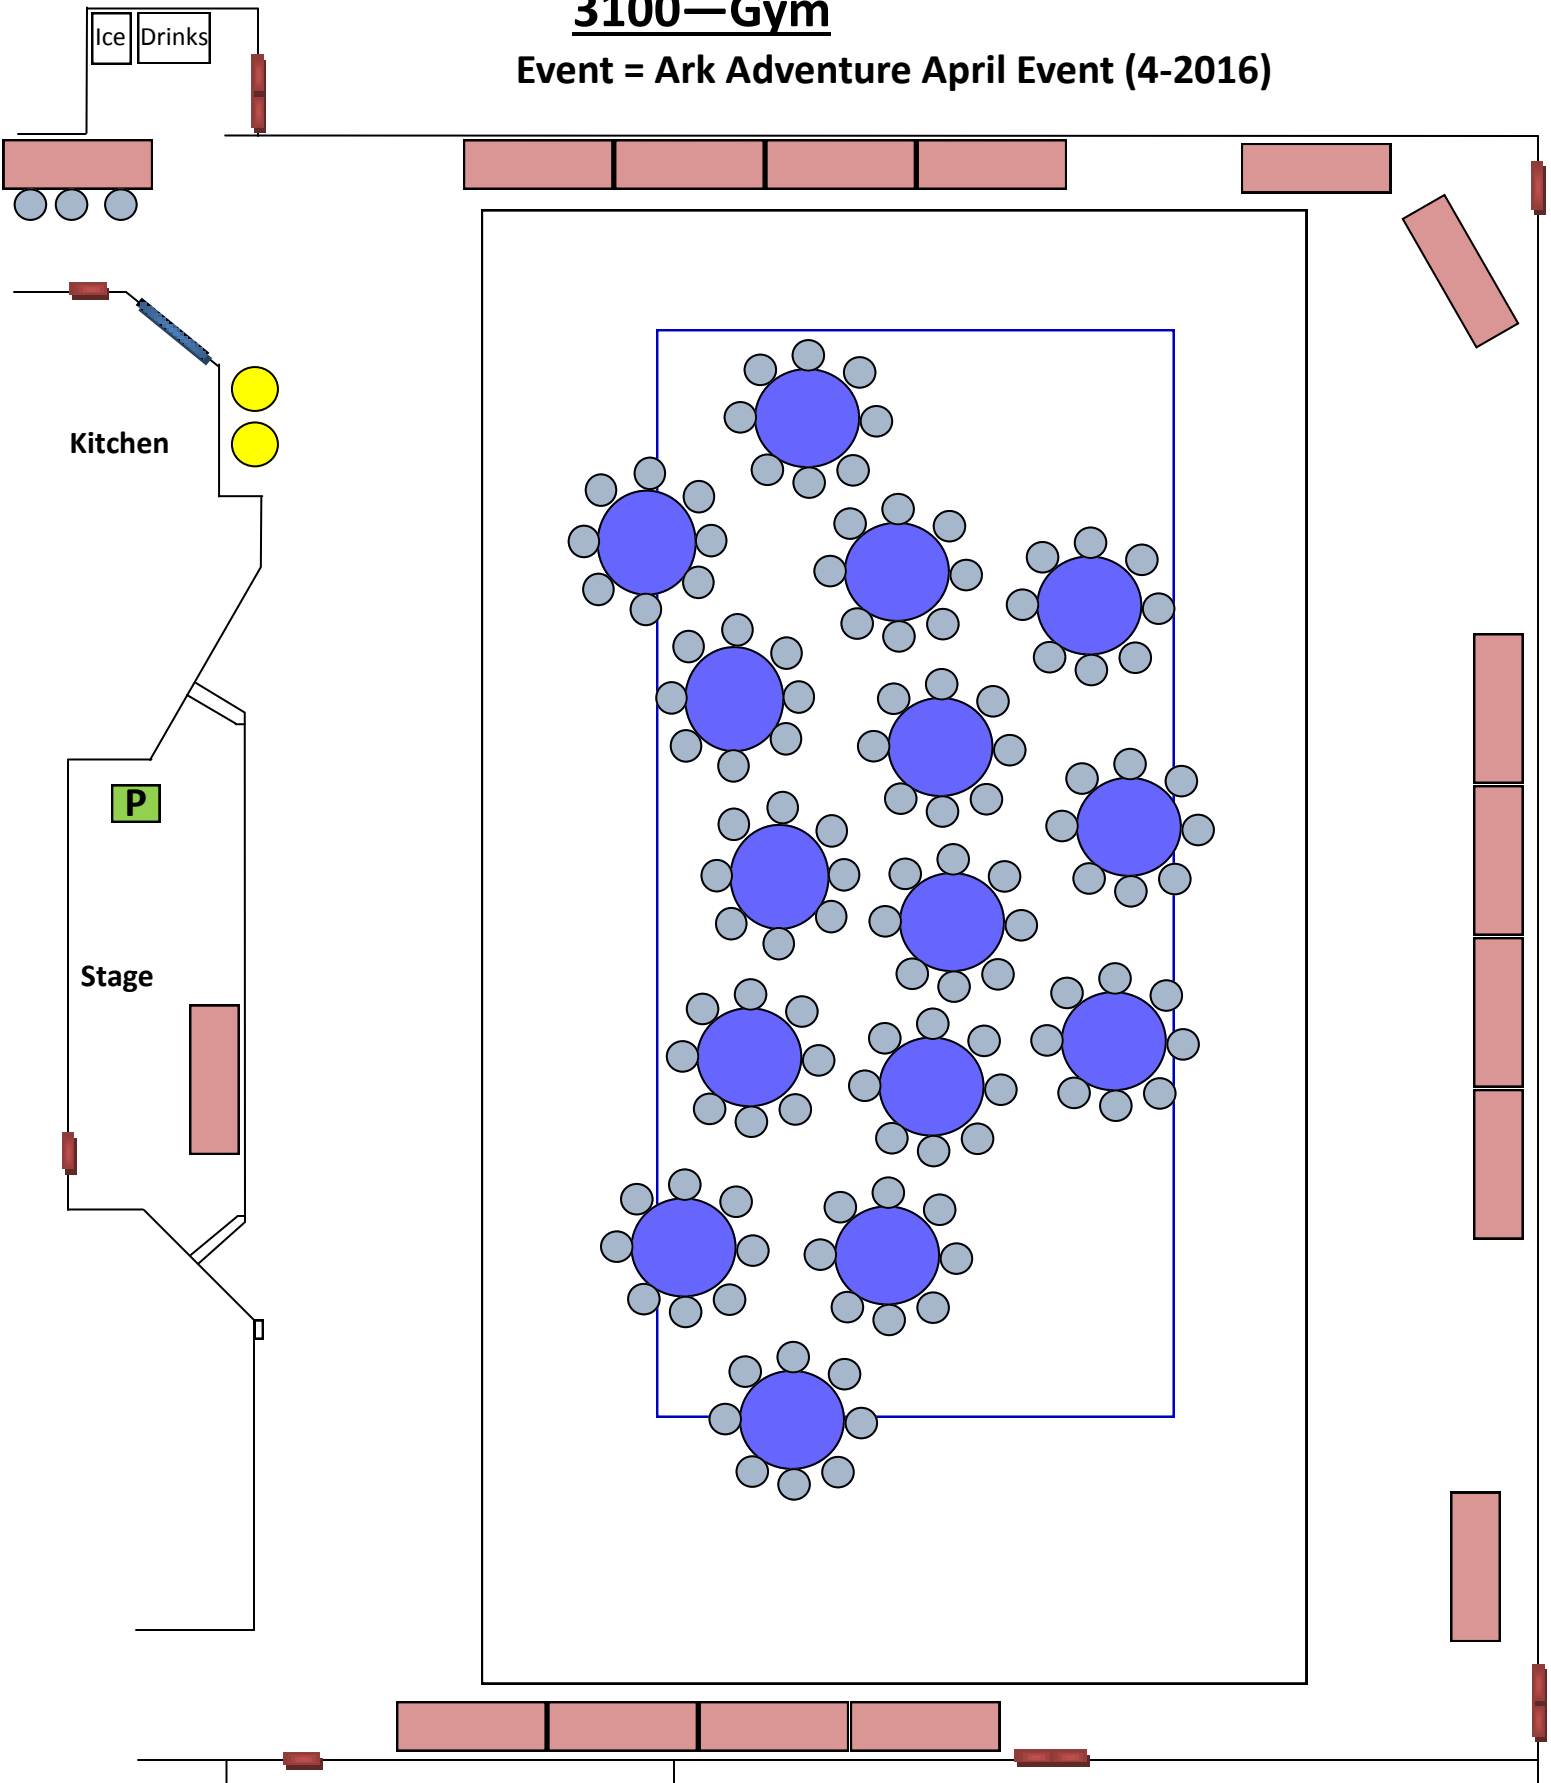 3100—Gym
Event = Ark Adventure April Event (4-2016)
Ice
Drinks
Kitchen
P
Stage